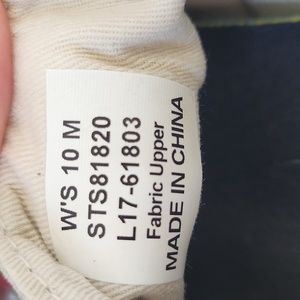 W'S 10 M
STS81820
L17-61803
Fabric Upper
MADE IN CHINA